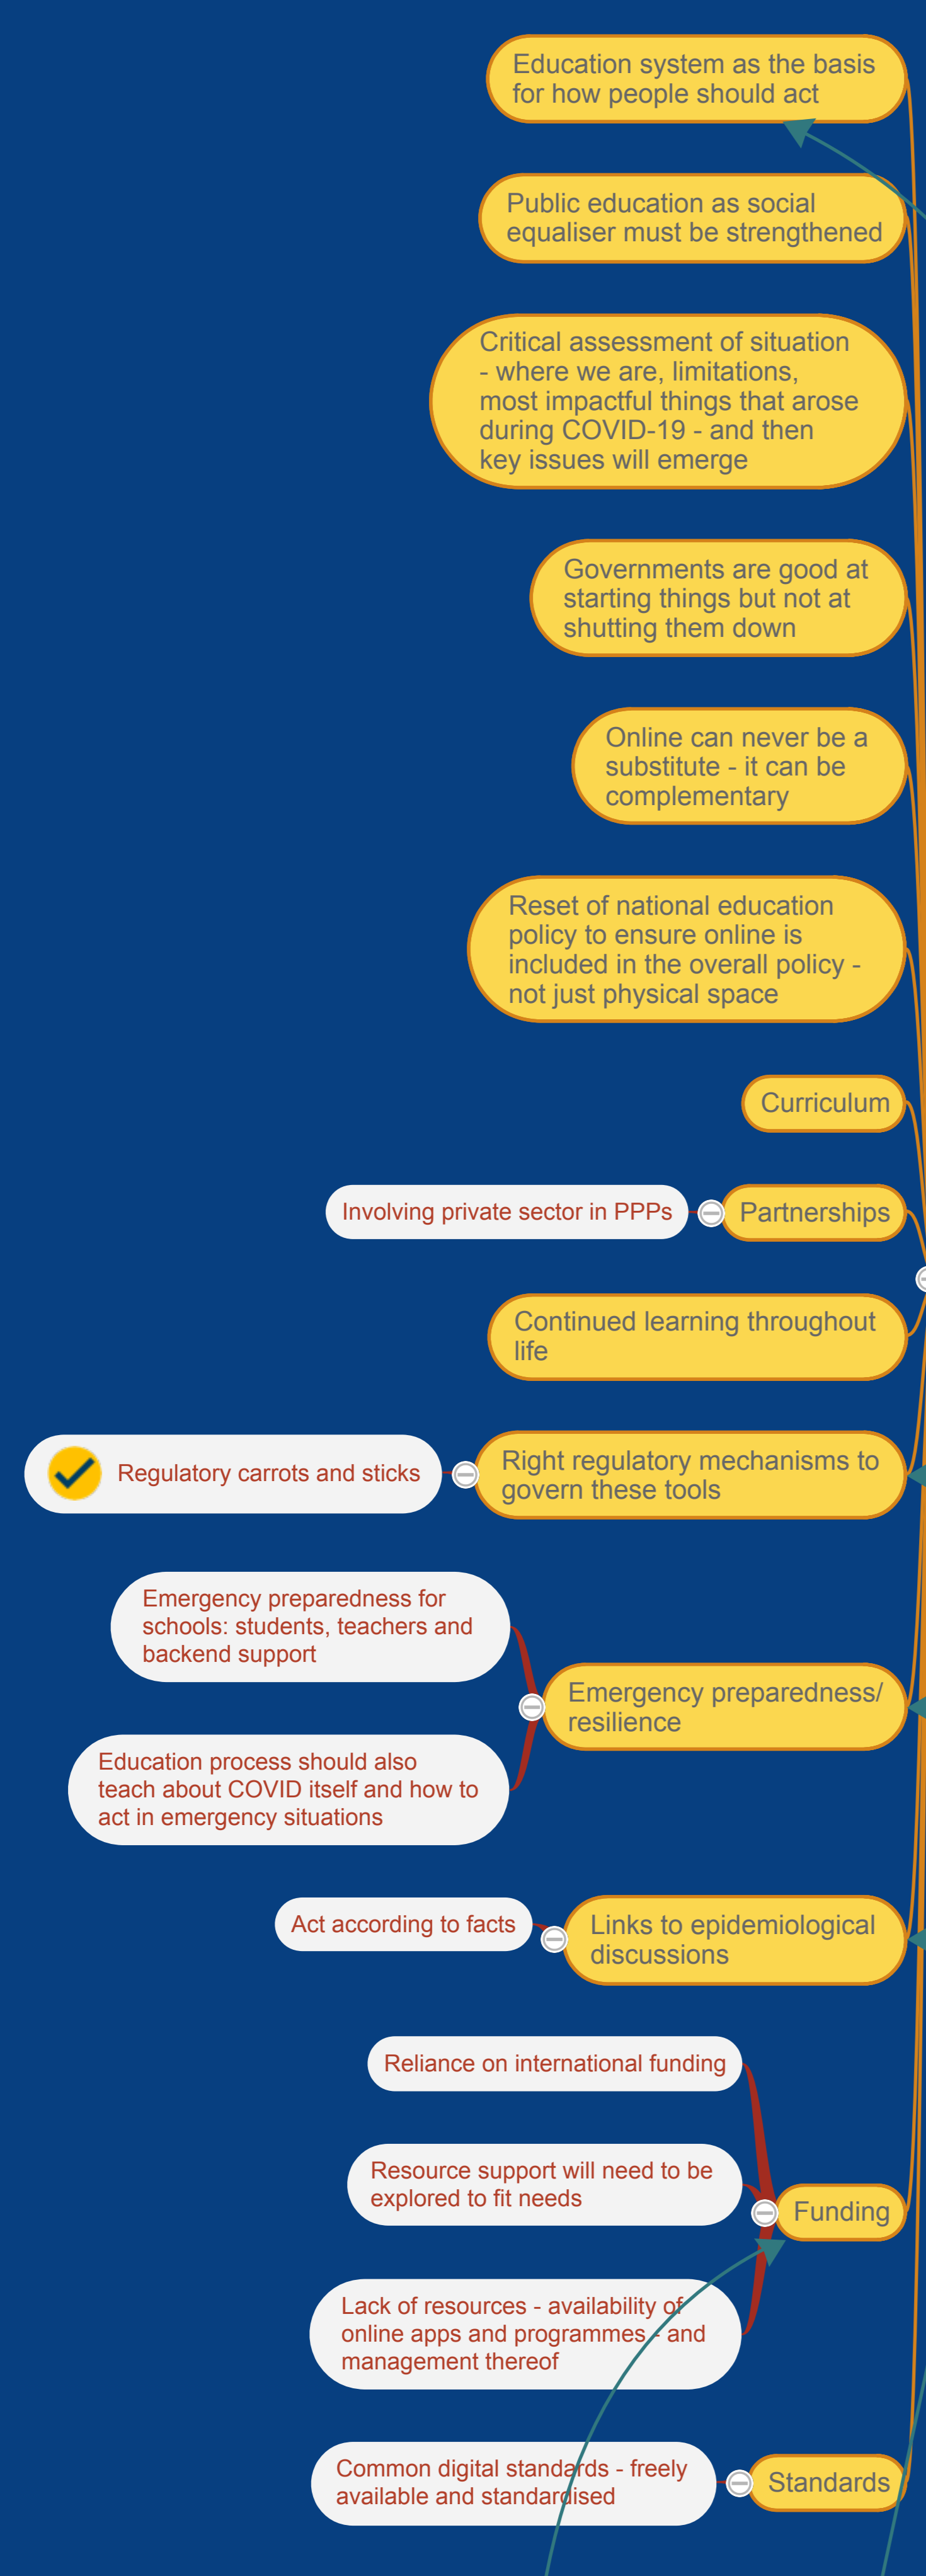 Education system as the basis
for how people should act
Public education as social
equaliser must be strengthened
Critical assessment of situation
- where we are, limitations,
most impactful things that arose
during COVID-19 - and then
key issues will emerge
Governments are good at
starting things but not at
shutting them down
Online can never be a
substitute - it can be
complementary
Reset of national education
policy to ensure online is
included in the overall policy -
not just physical space
Curriculum
Involving private sector in PPPs
Partnerships
Continued learning throughout
life
Regulatory carrots and sticks
Right regulatory mechanisms to
govern these tools
Emergency preparedness for
schools: students, teachers and
backend support
Emergency preparedness/
resilience
Education process should also
teach about COVID itself and how to
act in emergency situations
Act according to facts
Links to epidemiological
discussions
Reliance on international funding
Resource support will need to be
explored to fit needs
Funding
Lack of resources - availability of
online apps and programmes - and
management thereof
Common digital standards - freely
available and standardised
Standards